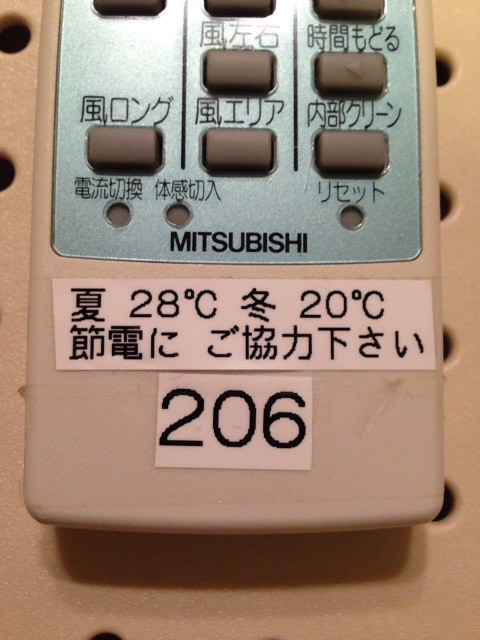 風左右 時間もどる
風ロング 風エリア 内部クリーン
電流切換 体感切入 リセット
MITSUBISHI
夏 28℃ 冬 20℃
節電に ご協力下さい
206